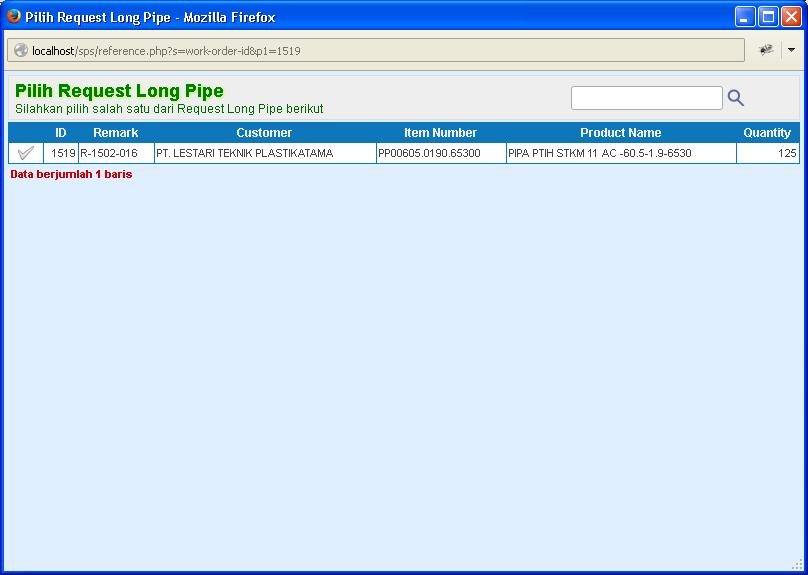 Pilih Request Long Pipe - Mozilla Firefox
localhost/sps/reference.php?s=work-order-id&p1=1519
Pilih Request Long Pipe
Silahkan pilih salah satu dari Request Long Pipe berikut
ID Remark Customer Item Number Product Name Quantity
1519 R-1502-016 PT. LESTARI TEKNIK PLASTIKATAMA PP00605.0190.65300 PIPA PTIH STKM 11 AC -60.5-1.9-6530 125
Data berjumlah 1 baris